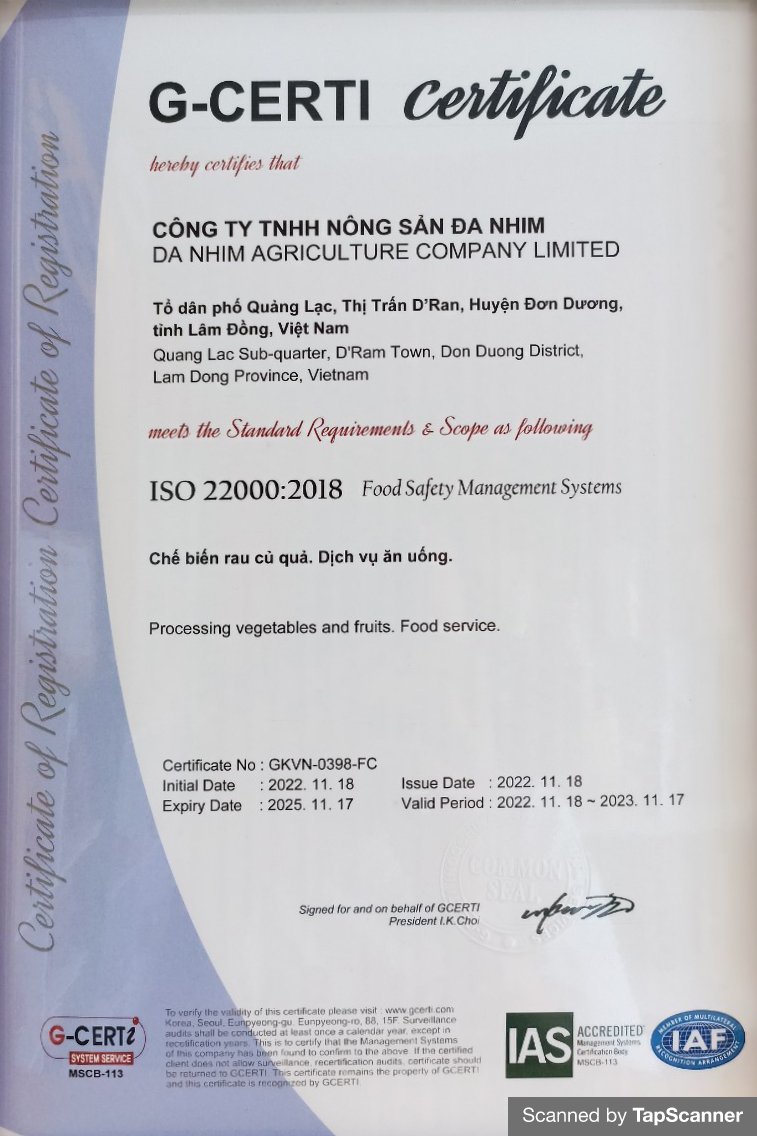 G-CERTI Certificate
hereby certifies that
CÔNG TY TNHH NÔNG SẢN ĐA NHIM
DA NHIM AGRICULTURE COMPANY LIMITED
Tổ dân phố Quảng Lạc, Thị Trấn D'Ran, Huyện Đơn Dương,
tỉnh Lâm Đồng, Việt Nam
Quang Lac Sub-quarter, D'Ram Town, Don Duong District,
Lam Dong Province, Vietnam
meets the Standard Requirements & Scope as following
ISO 22000:2018 Food Safety Management Systems
Chế biến rau củ quả. Dịch vụ ăn uống.
Processing vegetables and fruits. Food service.
Certificate No : GKVN-0398-FC
Initial Date : 2022. 11. 18 Issue Date : 2022. 11. 18
Expiry Date : 2025. 11. 17 Valid Period : 2022. 11. 18 ~ 2023. 11. 17
COMMON
SEAL
Signed for and on behalf of GCERTI
President I.K.Choi
Certificate of Registration Certificate of Registration
G-CERTi
SYSTEM SERVICE
MSCB-113
To verify the validity of this certificate please visit : www.gcerti.com
Korea, Seoul, Eunpyeong-gu, Eunpyeong-ro, 88, 15F. Surveillance
audits shall be conducted at least once a calendar year, except in
recetification years. This is to certify that the Management Systems
of this company has been found to confirm to the above. If the certified
client does not allow surveillance, recertification audits, certificate should
be returned to GCERTI. This certificate remains the property of GCERTI
and this certificate is recognized by GCERTI.
IAS ACCREDITED
Management Systems
Certification Body
MSCB-113
MEMBER OF MULTILATERAL
IAF
RECOGNITION ARRANGEMENT
Scanned by TapScanner